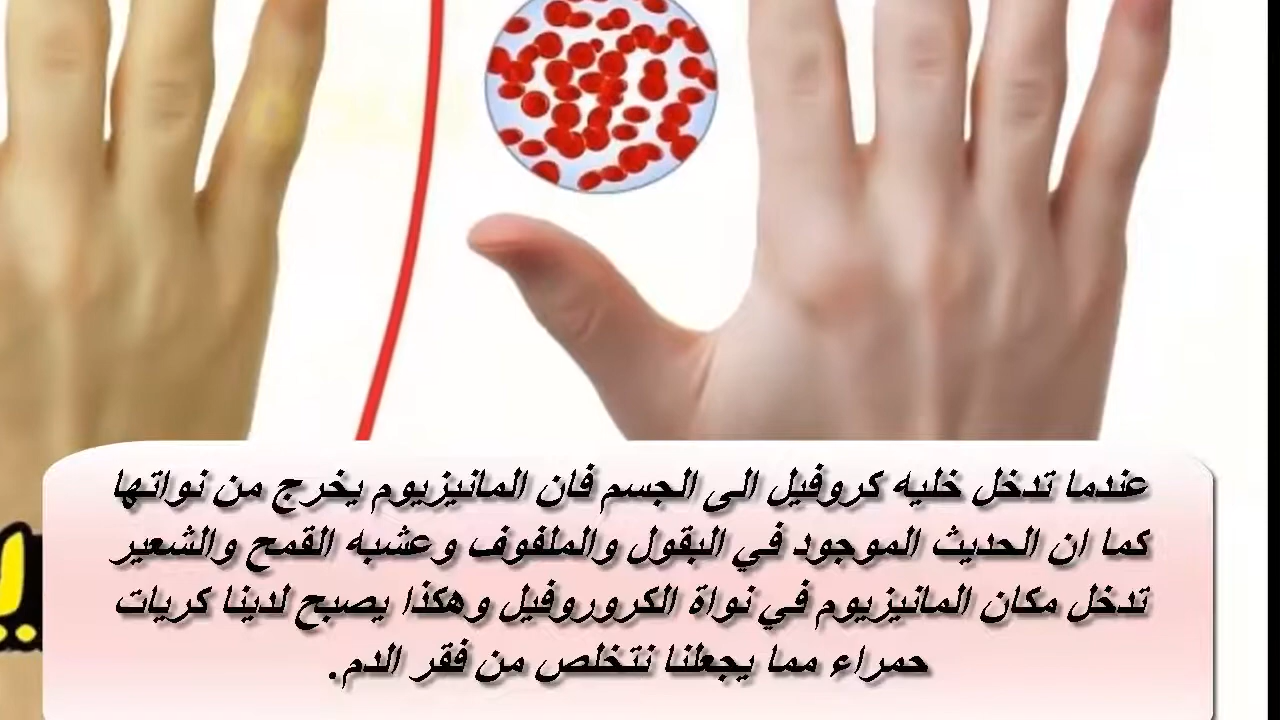 عندما تدخل خليه كروفيل الى الجسم فان المانيزيوم يخرج من نواتها
كما ان الحديث الموجود في البقول والملفوف وعشبه القمح والشعير
تدخل مكان المانيزيوم في نواة الكروروفيل وهكذا يصبح لدينا كريات
حمراء مما يجعلنا نتخلص من فقر الدم.